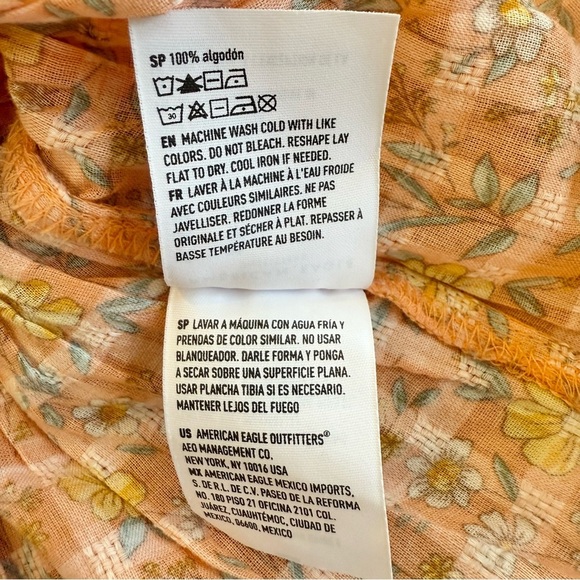 SP 100% algodón
30
EN MACHINE WASH COLD WITH LIKE
COLORS. DO NOT BLEACH. RESHAPE LAY
FLAT TO DRY. COOL IRON IF NEEDED.
FR LAVER À LA MACHINE À L'EAU FROIDE
AVEC COULEURS SIMILAIRES. NE PAS
JAVELLISER. REDONNER LA FORME
ORIGINALE ET SÉCHER À PLAT. REPASSER À
BASSE TEMPÉRATURE AU BESOIN.
SP LAVAR A MÁQUINA CON AGUA FRÍA Y
PRENDAS DE COLOR SIMILAR. NO USAR
BLANQUEADOR. DARLE FORMA Y PONGA
A SECAR SOBRE UNA SUPERFICIE PLANA.
USAR PLANCHA TIBIA SI ES NECESARIO.
MANTENER LEJOS DEL FUEGO
US AMERICAN EAGLE OUTFITTERS®
AEO MANAGEMENT CO.
NEW YORK, NY 10016 USA
MX AMERICAN EAGLE MEXICO IMPORTS,
S. DE R.L. DE C.V. PASEO DE LA REFORMA
NO. 180 PISO 21 OFICINA 2101 COL.
JUÁREZ, CUAUHTÉMOC, CIUDAD DE
MÉXICO, 06600, MEXICO